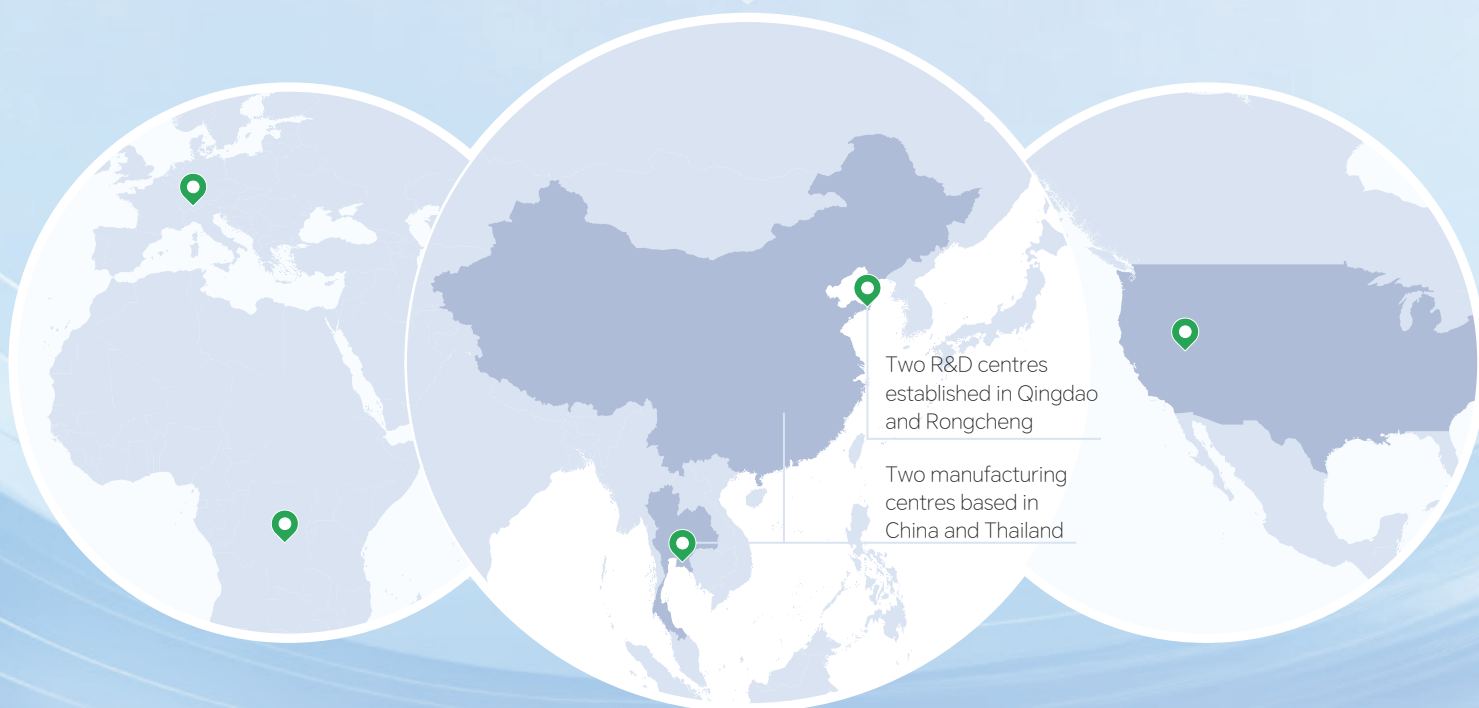 Two R&D centres
established in Qingdao
and Rongcheng
Two manufacturing
centres based in
China and Thailand